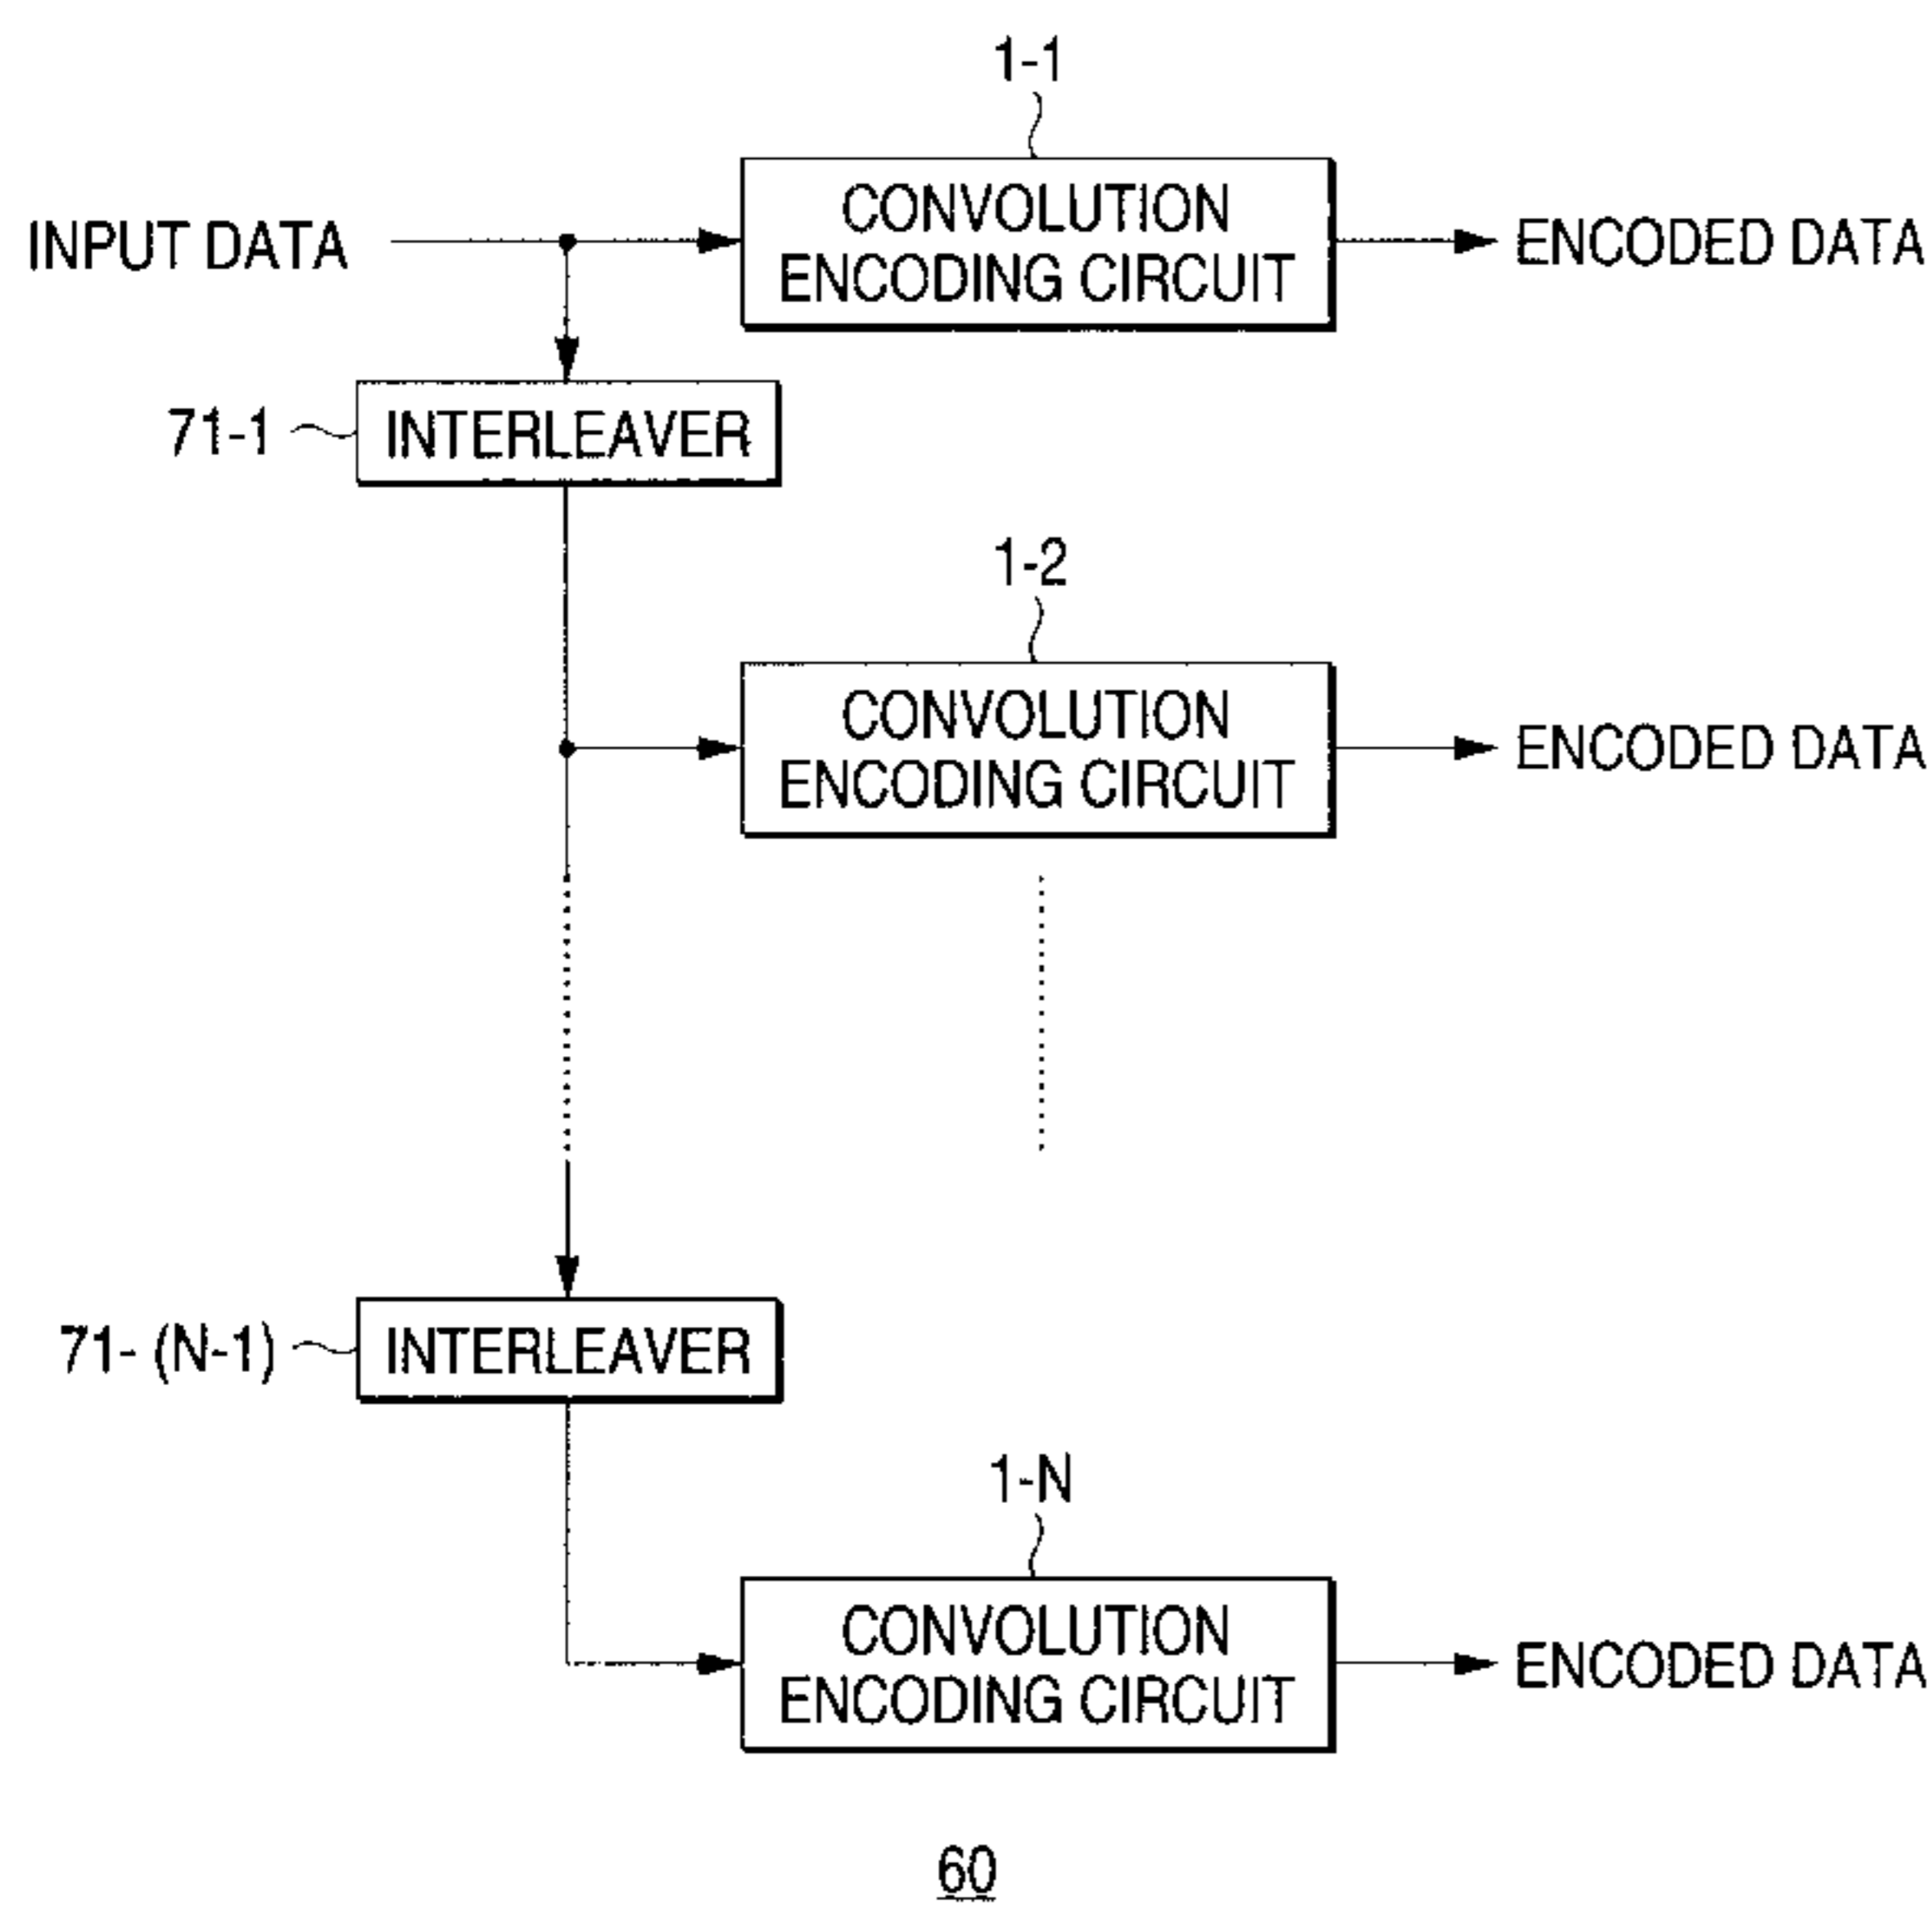 1-1
CONVOLUTION
ENCODING CIRCUIT
INPUT DATA
ENCODED DATA
71-1
INTERLEAVER
1-2
CONVOLUTION
ENCODING CIRCUIT
ENCODED DATA
71- (N-1)
INTERLEAVER
1-N
CONVOLUTION
ENCODING CIRCUIT
ENCODED DATA
60